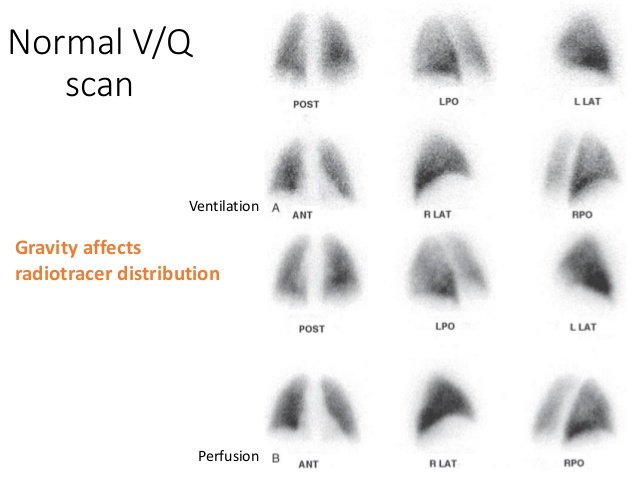 Normal V/Q
scan
POST
LPO
L LAT
Ventilation A
ANT
R LAT
RPO
Gravity affects
radiotracer distribution
POST
LPO
L LAT
Perfusion B
ANT
R LAT
RPO